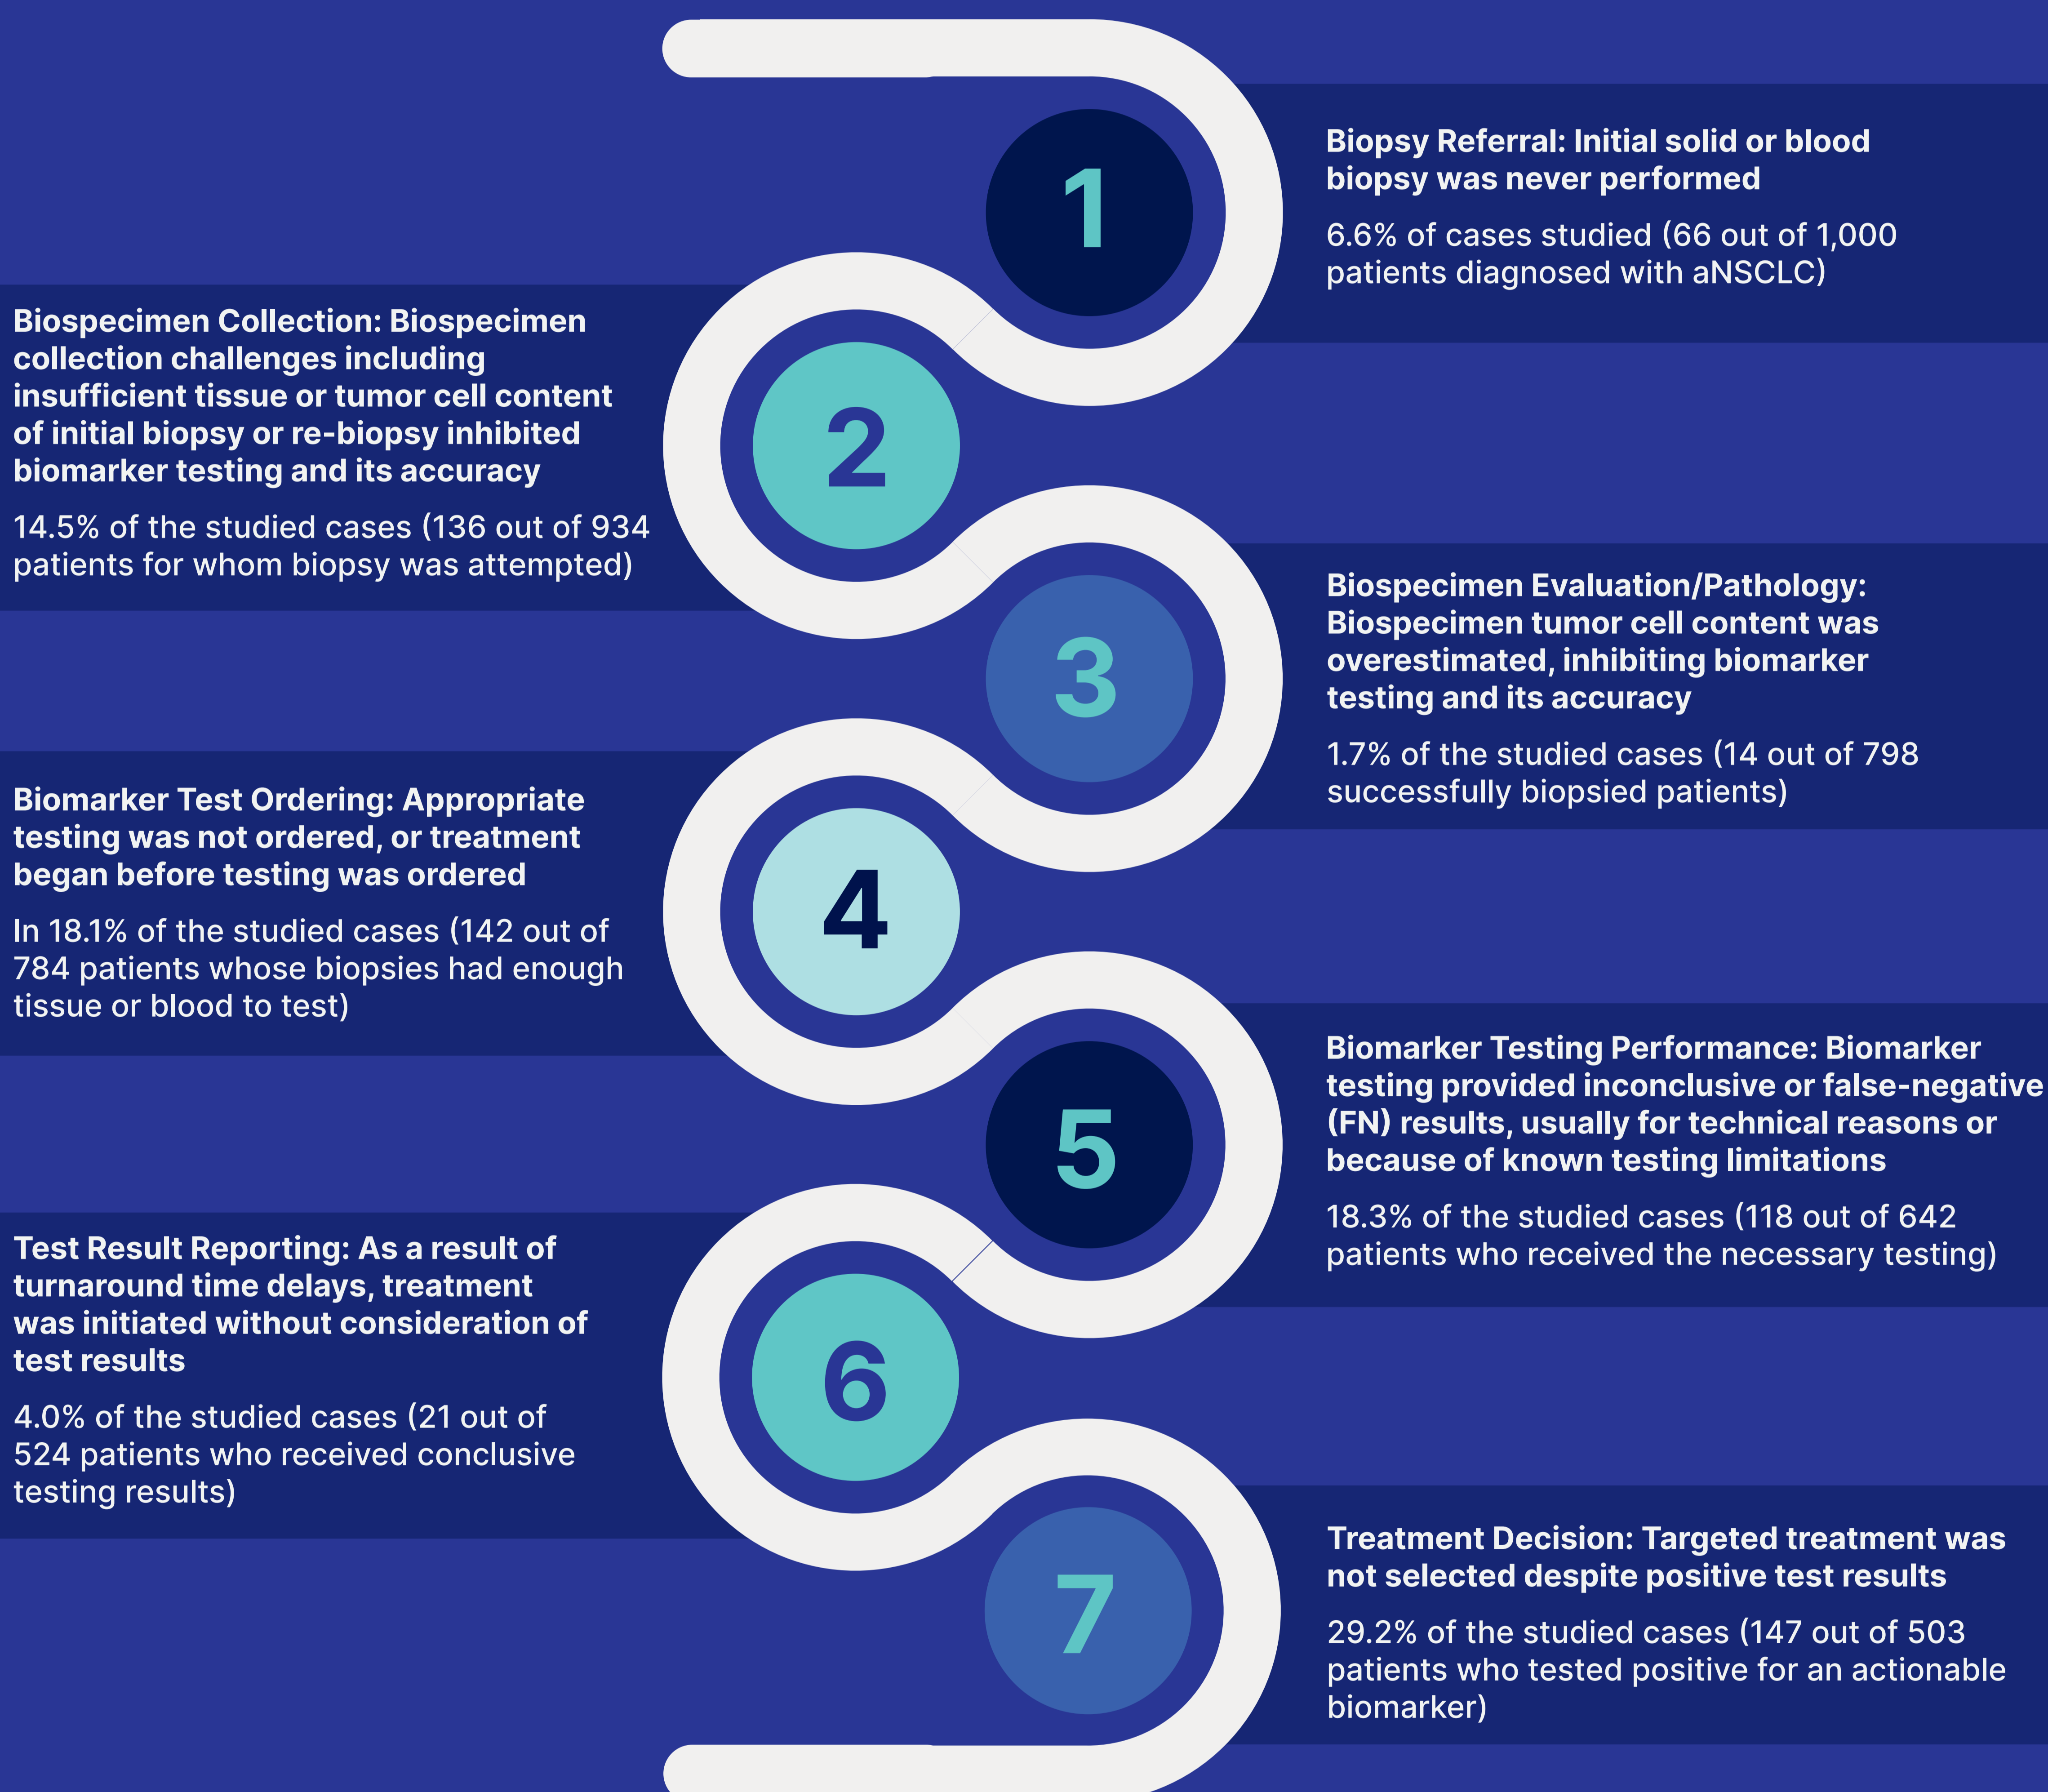 1
Biopsy Referral: Initial solid or blood
biopsy was never performed
6.6% of cases studied (66 out of 1,000
patients diagnosed with aNSCLC)
2
Biospecimen Collection: Biospecimen
collection challenges including
insufficient tissue or tumor cell content
of initial biopsy or re-biopsy inhibited
biomarker testing and its accuracy
14.5% of the studied cases (136 out of 934
patients for whom biopsy was attempted)
3
Biospecimen Evaluation/Pathology:
Biospecimen tumor cell content was
overestimated, inhibiting biomarker
testing and its accuracy
1.7% of the studied cases (14 out of 798
successfully biopsied patients)
4
Biomarker Test Ordering: Appropriate
testing was not ordered, or treatment
began before testing was ordered
In 18.1% of the studied cases (142 out of
784 patients whose biopsies had enough
tissue or blood to test)
5
Biomarker Testing Performance: Biomarker
testing provided inconclusive or false-negative
(FN) results, usually for technical reasons or
because of known testing limitations
18.3% of the studied cases (118 out of 642
patients who received the necessary testing)
6
Test Result Reporting: As a result of
turnaround time delays, treatment
was initiated without consideration of
test results
4.0% of the studied cases (21 out of
524 patients who received conclusive
testing results)
7
Treatment Decision: Targeted treatment was
not selected despite positive test results
29.2% of the studied cases (147 out of 503
patients who tested positive for an actionable
biomarker)